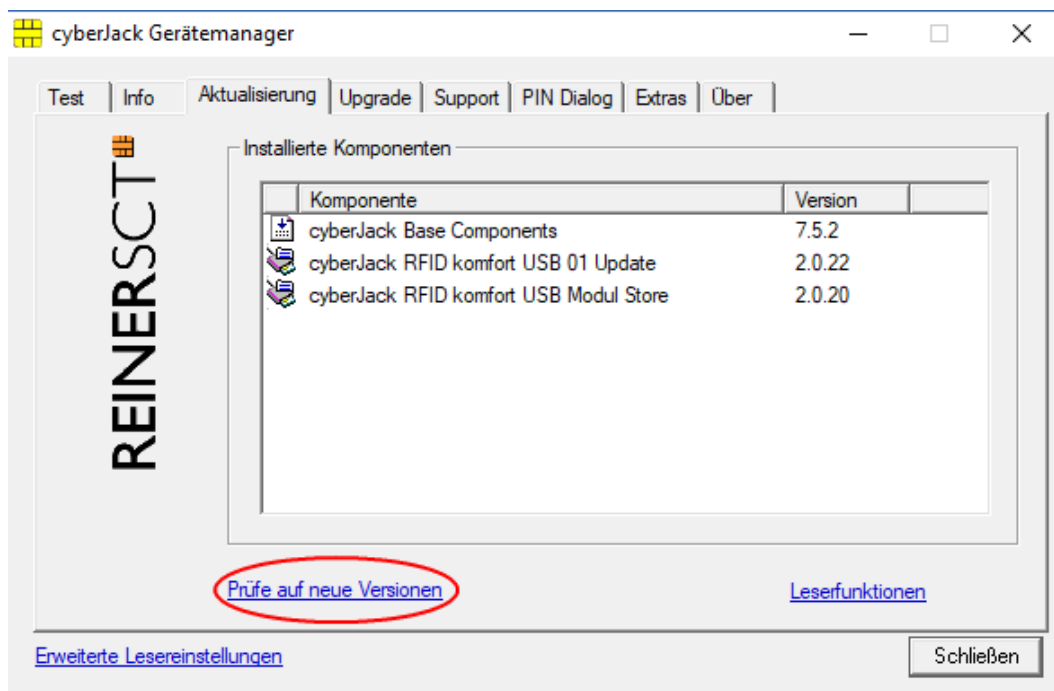 cyberJack Gerätemanager
Test Info Aktualisierung Upgrade Support PIN Dialog Extras Über
REINERSCT
Installierte Komponenten
Komponente Version
cyberJack Base Components 7.5.2
cyberJack RFID komfort USB 01 Update 2.0.22
cyberJack RFID komfort USB Modul Store 2.0.20
Prüfe auf neue Versionen Leserfunktionen
Erweiterte Lesereinstellungen Schließen